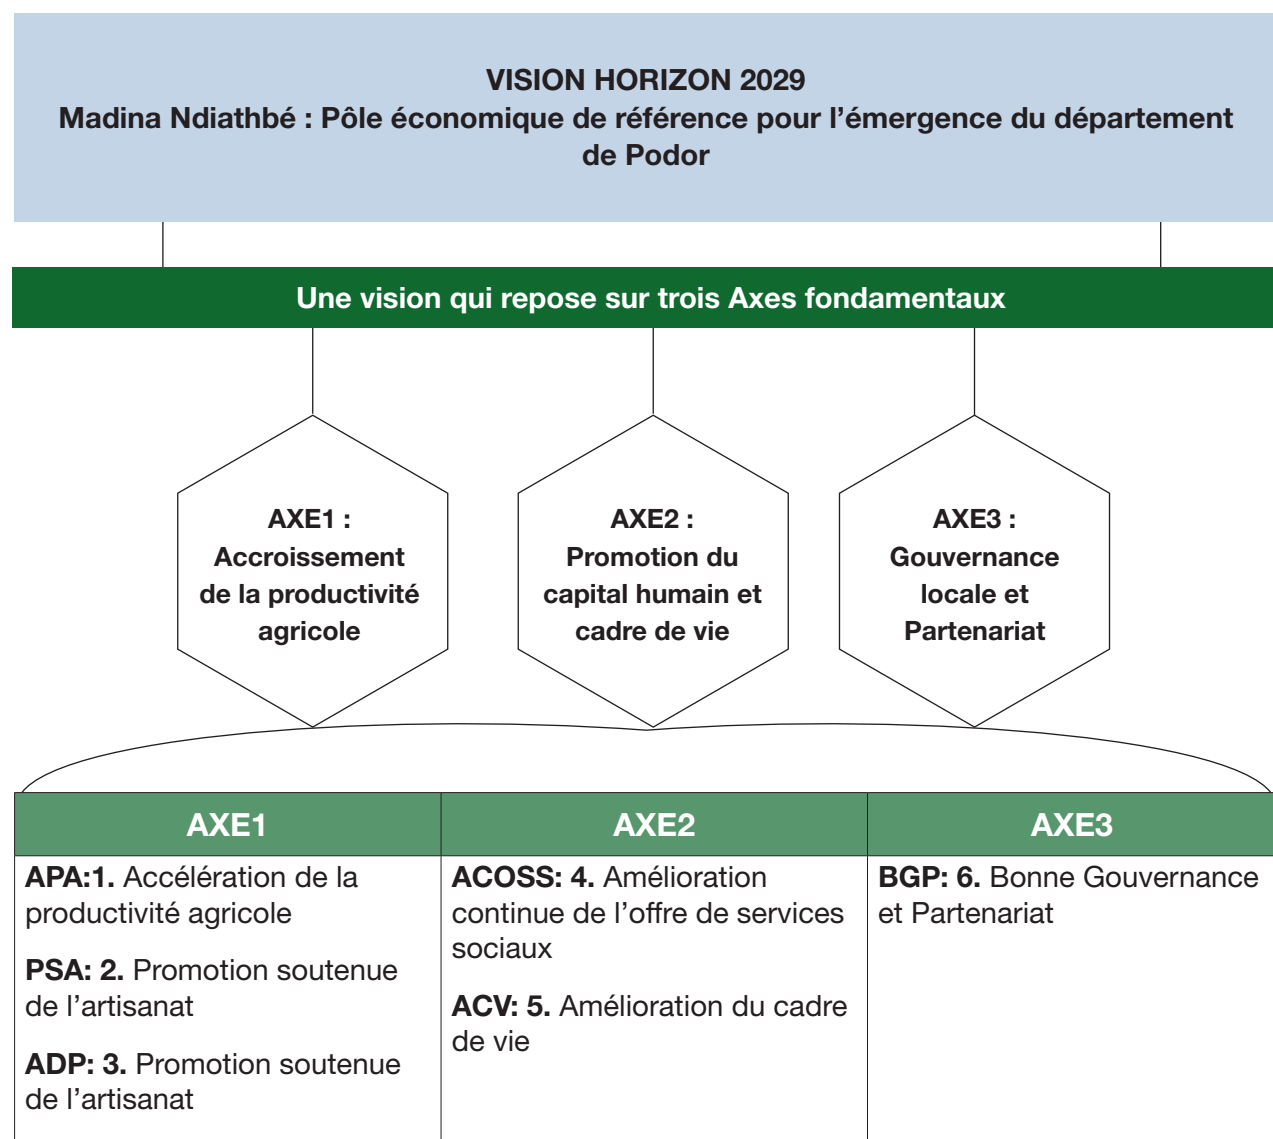 VISION HORIZON 2029
Madina Ndiathbé : Pôle économique de référence pour l’émergence du département
de Podor
Une vision qui repose sur trois Axes fondamentaux
AXE1 :
Accroissement
de la productivité
agricole
AXE2 :
Promotion du
capital humain et
cadre de vie
AXE3 :
Gouvernance
locale et
Partenariat
AXE1
APA:1. Accélération de la
productivité agricole
PSA: 2. Promotion soutenue
de l’artisanat
ADP: 3. Promotion soutenue
de l’artisanat
AXE2
ACOSS: 4. Amélioration
continue de l’offre de services
sociaux
ACV: 5. Amélioration du cadre
de vie
AXE3
BGP: 6. Bonne Gouvernance
et Partenariat